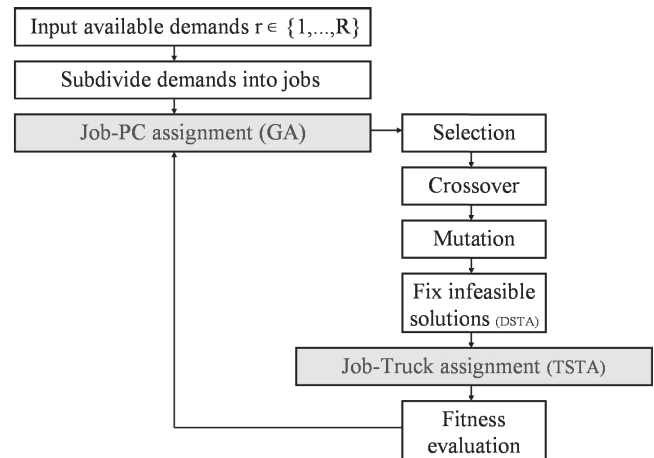 Input available demands r ∈ {1,...,R}
Subdivide demands into jobs
Job-PC assignment (GA)
Selection
Crossover
Mutation
Fix infeasible
solutions (DSTA)
Job-Truck assignment (TSTA)
Fitness
evaluation